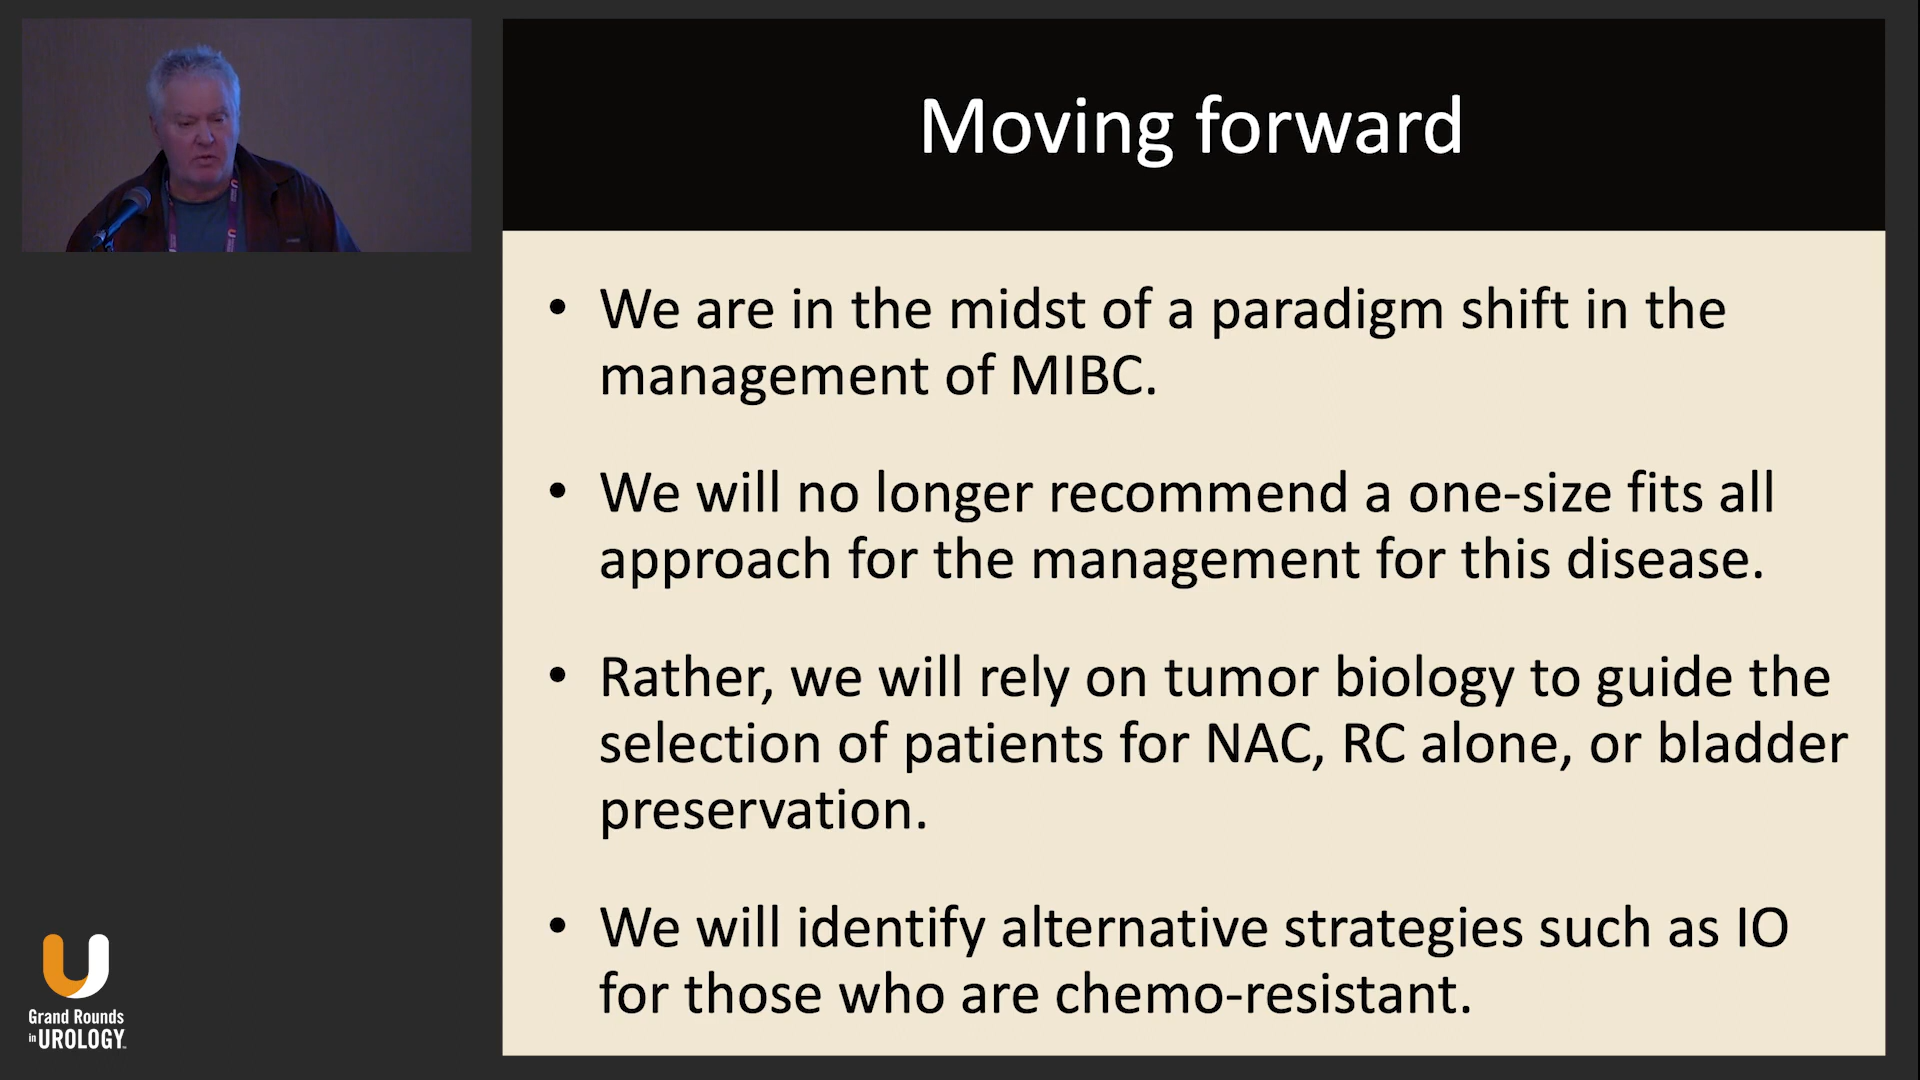 Moving forward
• We are in the midst of a paradigm shift in the
management of MIBC.
• We will no longer recommend a one-size fits all
approach for the management for this disease.
• Rather, we will rely on tumor biology to guide the
selection of patients for NAC, RC alone, or bladder
preservation.
• We will identify alternative strategies such as IO
for those who are chemo-resistant.
Grand Rounds
in UROLOGY